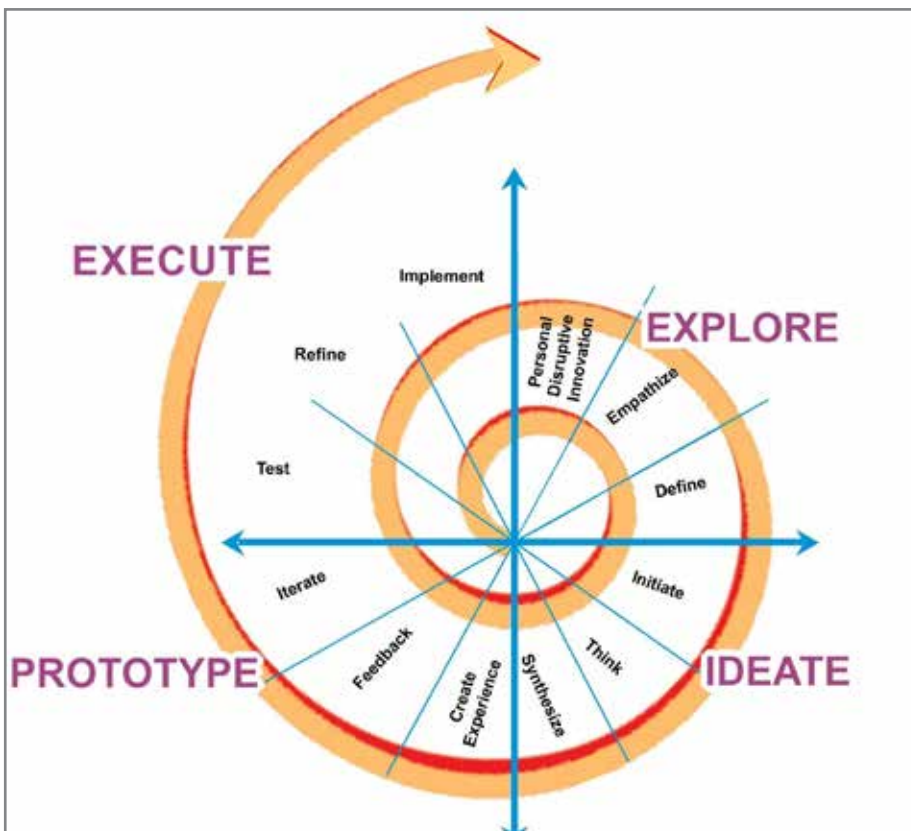 EXECUTE
Implement
Refine
Test
EXPLORE
Personal
Disruptive
Innovation
Empathize
Define
IDEATE
Initiate
Think
Synthesize
PROTOTYPE
Create
Experience
Feedback
Iterate